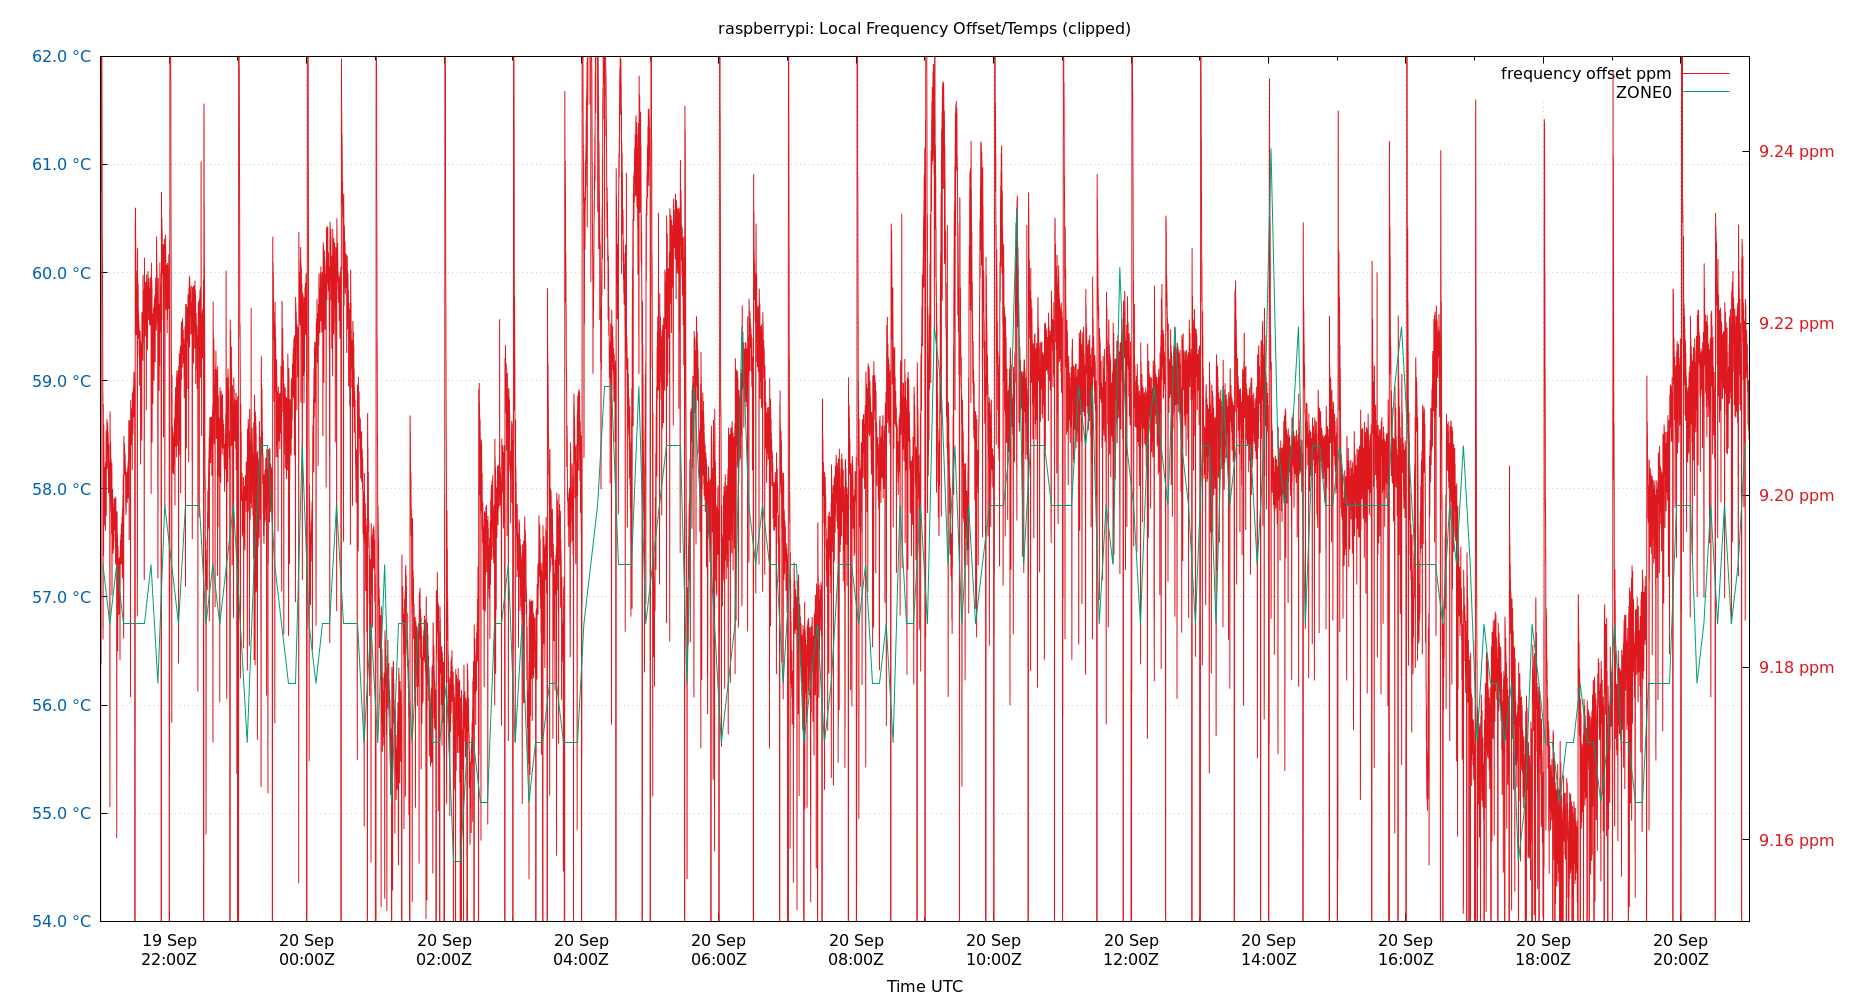 raspberrypi: Local Frequency Offset/Temps (clipped)
62.0 °C
61.0 °C
60.0 °C
59.0 °C
58.0 °C
57.0 °C
56.0 °C
55.0 °C
54.0 °C
frequency offset ppm
ZONE0
9.24 ppm
9.22 ppm
9.20 ppm
9.18 ppm
9.16 ppm
19 Sep 20 Sep 20 Sep 20 Sep 20 Sep 20 Sep 20 Sep 20 Sep 20 Sep 20 Sep 20 Sep 20 Sep
22:00Z 00:00Z 02:00Z 04:00Z 06:00Z 08:00Z 10:00Z 12:00Z 14:00Z 16:00Z 18:00Z 20:00Z
Time UTC